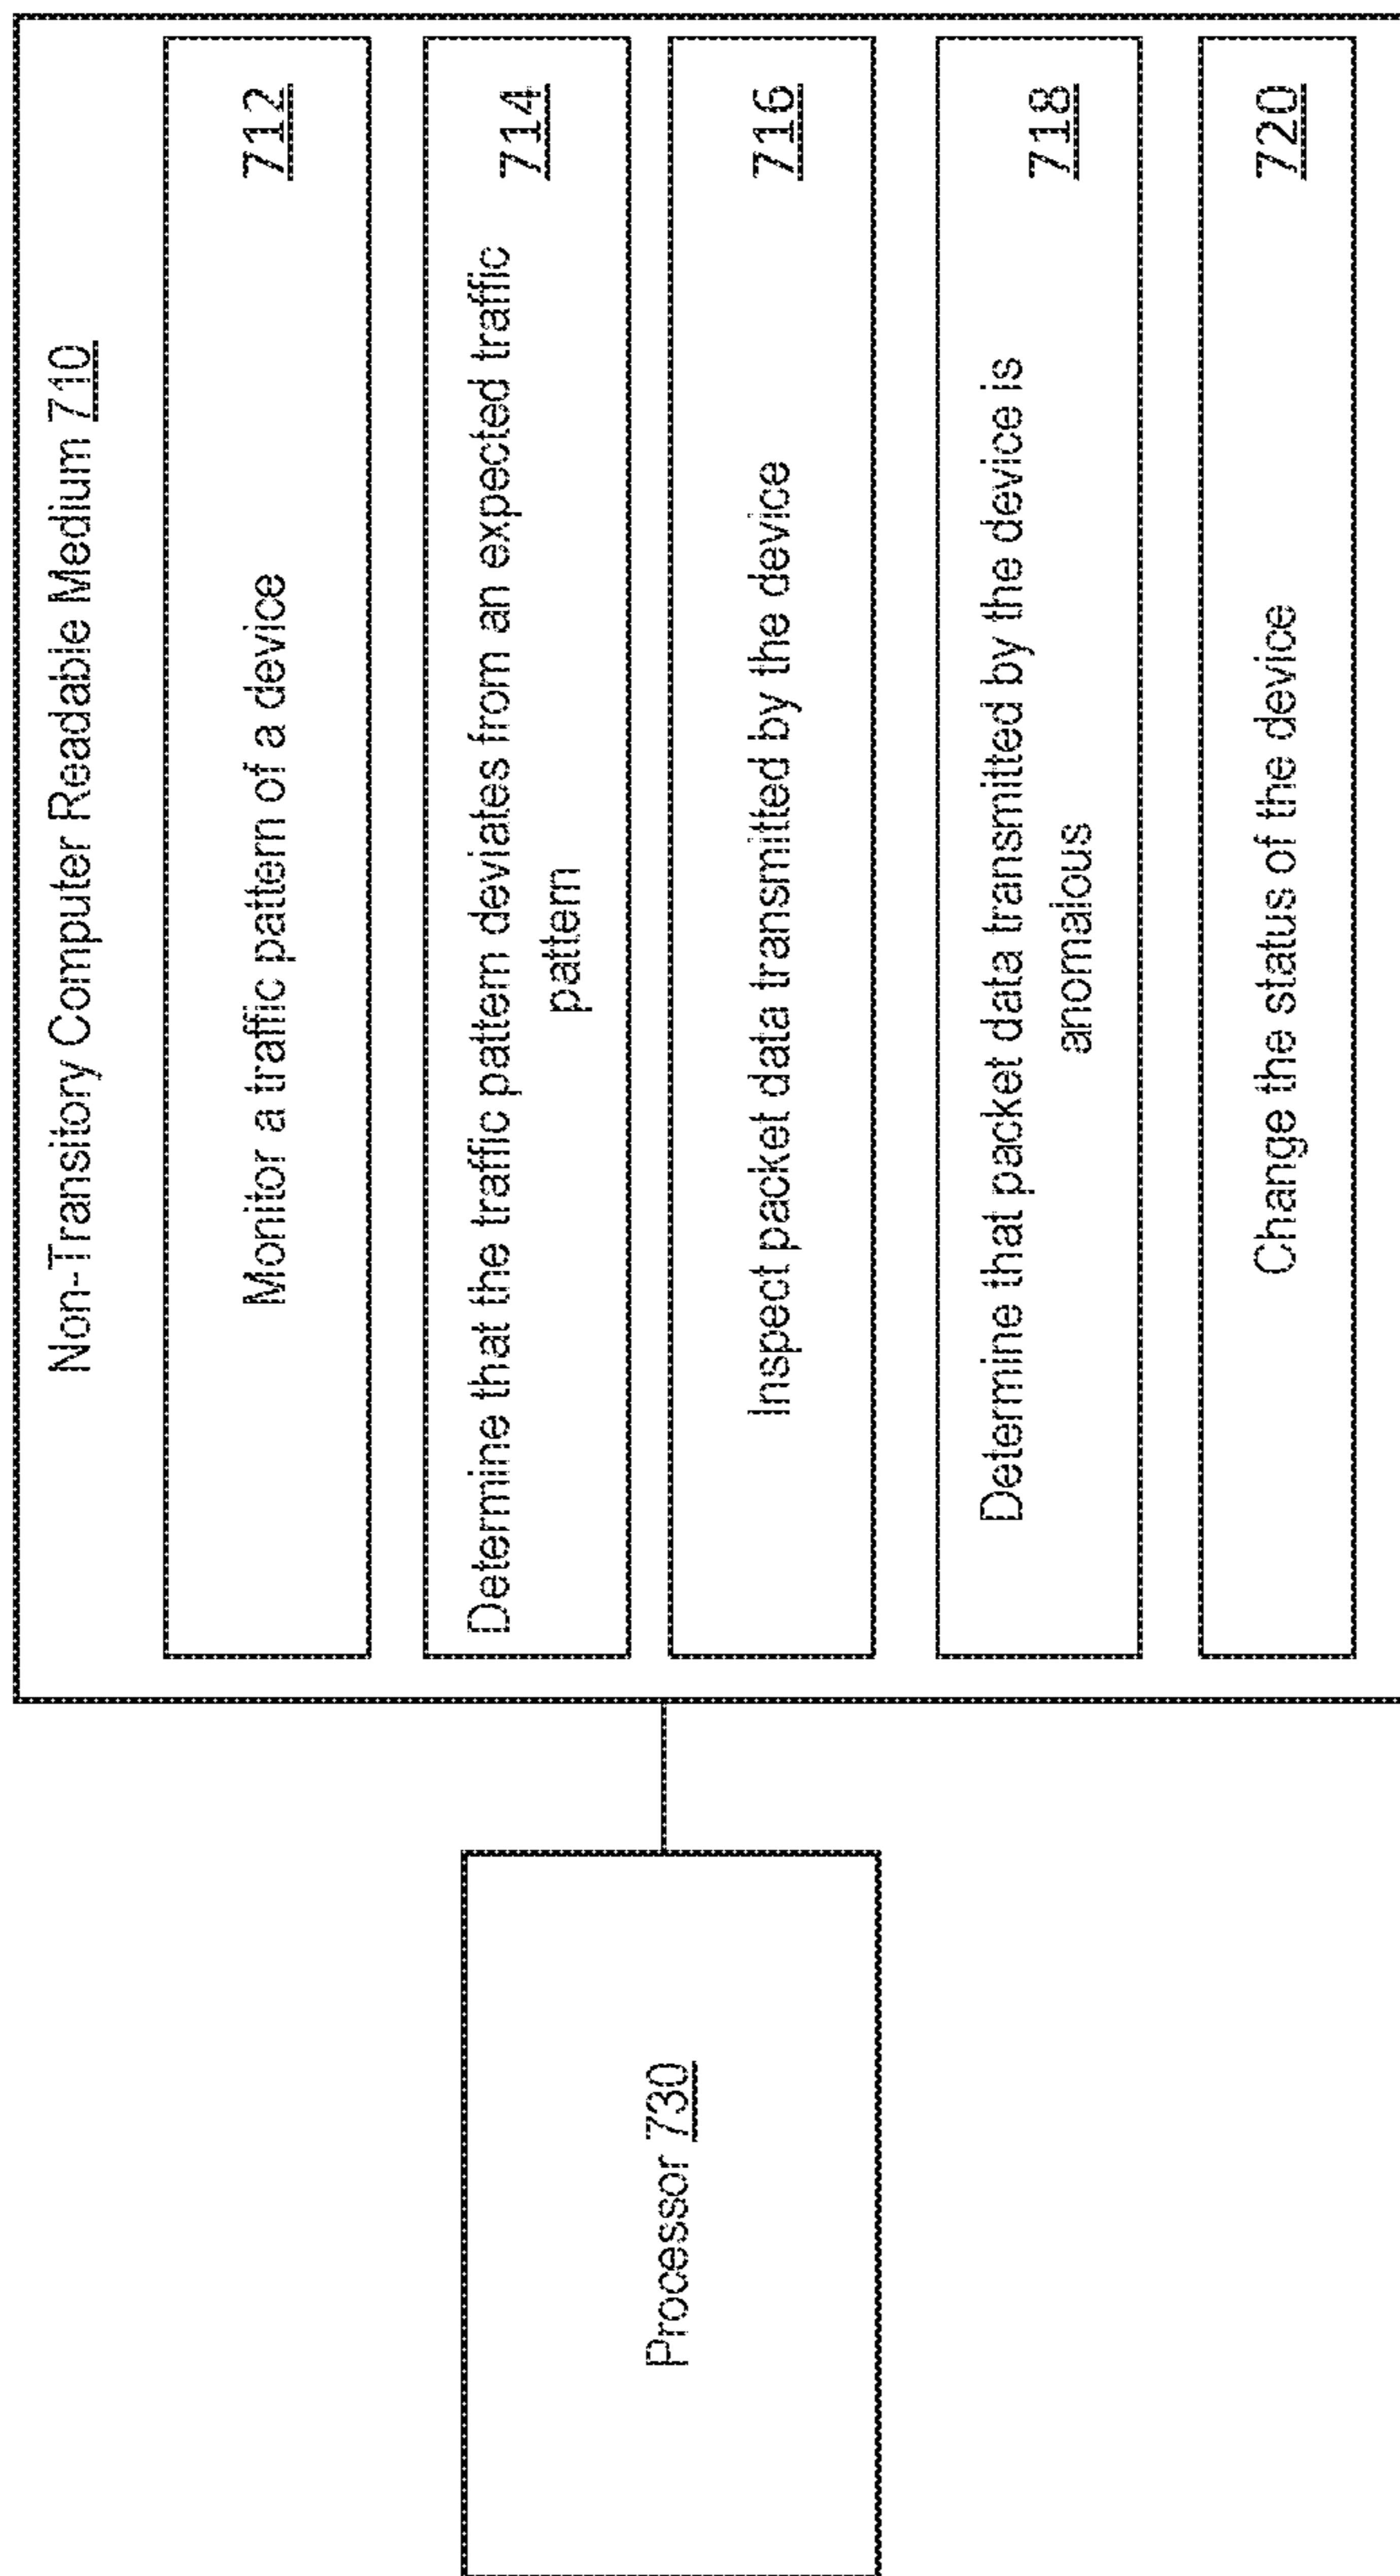 Non-Transitory Computer Readable Medium 710
Monitor a traffic pattern of a device
712
Determine that the traffic pattern deviates from an expected traffic
pattern
714
Inspect packet data transmitted by the device
716
Determine that packet data transmitted by the device is
anomalous
718
Change the status of the device
720
Processor 730